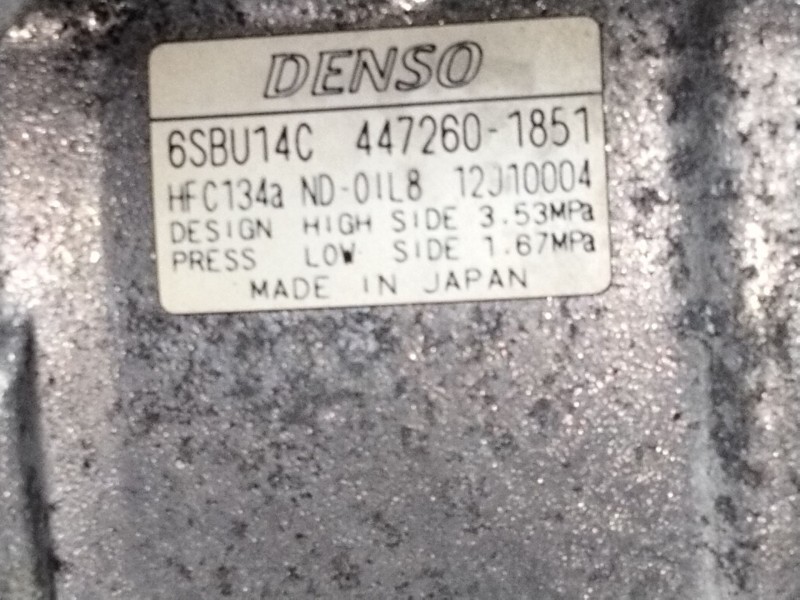 DENSO
6SBU14C 447260-1851
HFC134a ND-OIL8 12J10004
DESIGN HIGH SIDE 3.53MPa
PRESS LOW SIDE 1.67MPa
MADE IN JAPAN